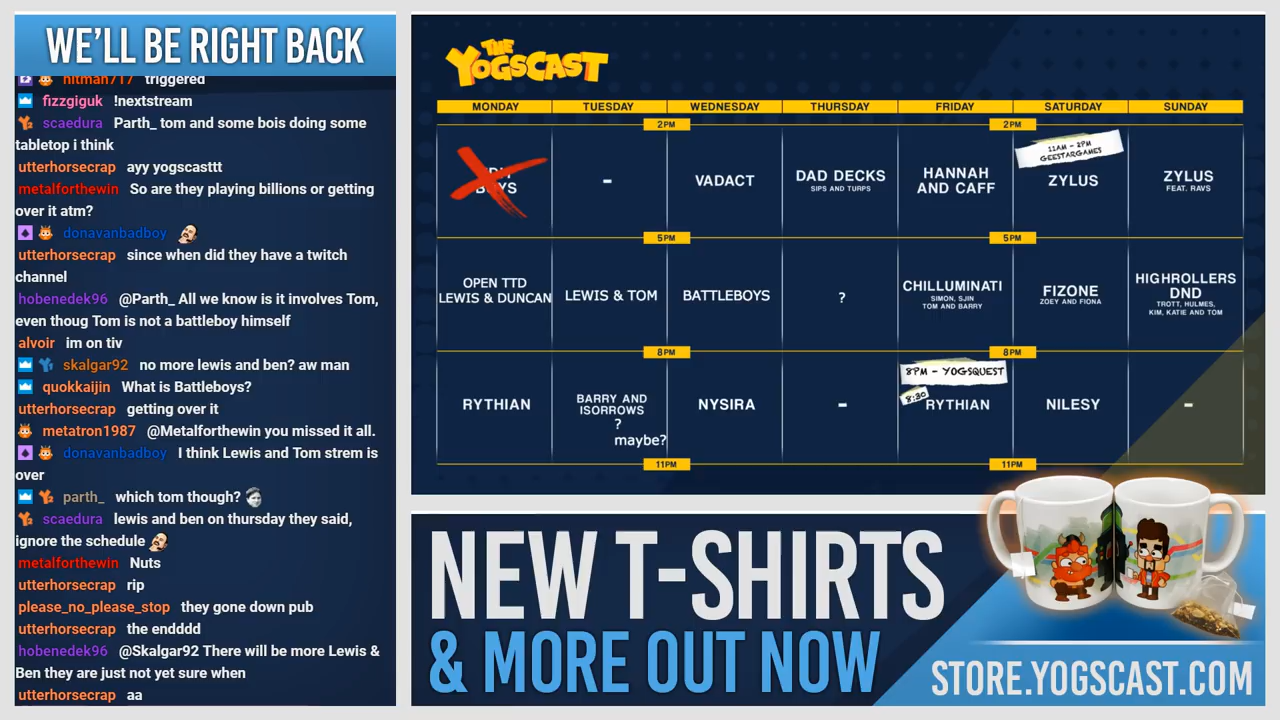 WE'LL BE RIGHT BACK
hitman717 triggered
fizzgiguk !nextstream
scaedura Parth_ tom and some bois doing some
tabletop i think
utterhorsecrap ayy yogscasttt
metalforthewin So are they playing billions or getting
over it atm?
donavanbadboy
utterhorsecrap since when did they have a twitch
channel
hobenedek96 @Parth_ All we know is it involves Tom,
even thoug Tom is not a battleboy himself
alvoir im on tiv
skalgar92 no more lewis and ben? aw man
quokkaijin What is Battleboys?
utterhorsecrap getting over it
metatron1987 @Metalforthewin you missed it all.
donavanbadboy I think Lewis and Tom strem is
over
parth_ which tom though?
scaedura lewis and ben on thursday they said,
ignore the schedule
metalforthewin Nuts
utterhorsecrap rip
please_no_please_stop they gone down pub
utterhorsecrap the endddd
hobenedek96 @Skalgar92 There will be more Lewis &
Ben they are just not yet sure when
utterhorsecrap aa
THE
YOGSCAST
MONDAY TUESDAY WEDNESDAY THURSDAY FRIDAY SATURDAY SUNDAY
2PM 2PM
BOYS
-
VADACT
DAD DECKS
SIPS AND TURPS
HANNAH
AND CAFF
11AM - 2PM
GEESTARGAMES
ZYLUS
ZYLUS
FEAT. RAVS
5PM 5PM
OPEN TTD
LEWIS & DUNCAN
LEWIS & TOM
BATTLEBOYS
?
CHILLUMINATI
SIMON, SJIN
TOM AND BARRY
FIZONE
ZOEY AND FIONA
HIGHROLLERS
DND
TROTT, HULMES,
KIM, KATIE AND TOM
8PM 8PM
RYTHIAN
BARRY AND
ISORROWS
?
maybe?
NYSIRA
-
8PM - YOGSQUEST
8:30
RYTHIAN
NILESY
-
11PM 11PM
NEW T-SHIRTS
& MORE OUT NOW
STORE.YOGSCAST.COM